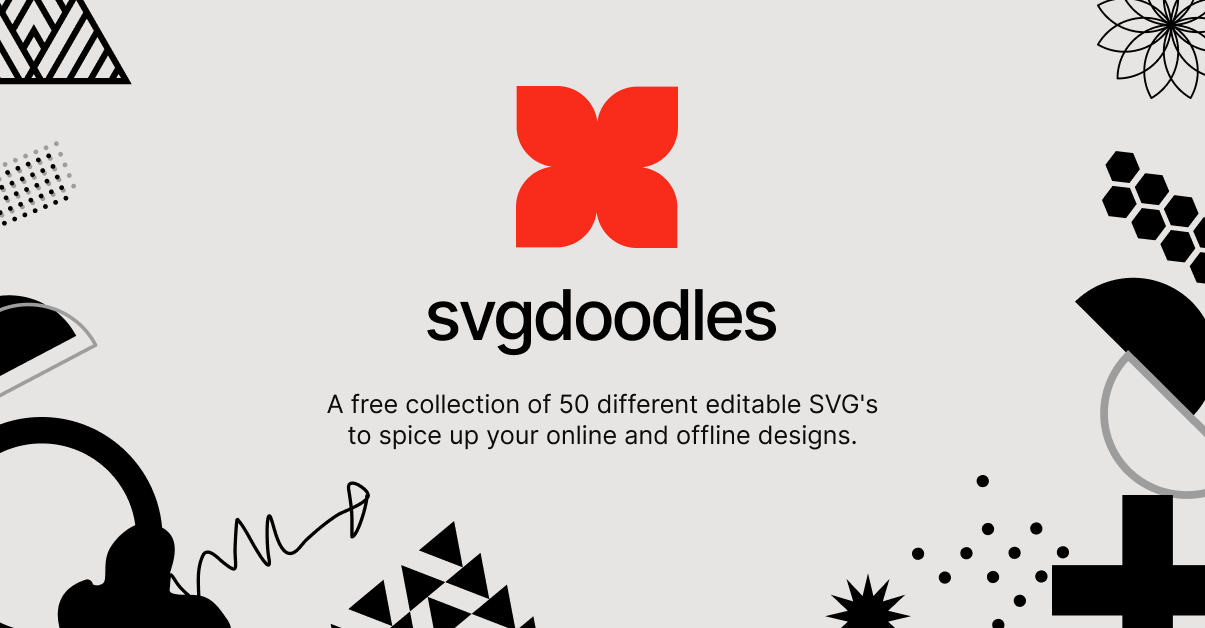 svgdoodles
A free collection of 50 different editable SVG's
to spice up your online and offline designs.